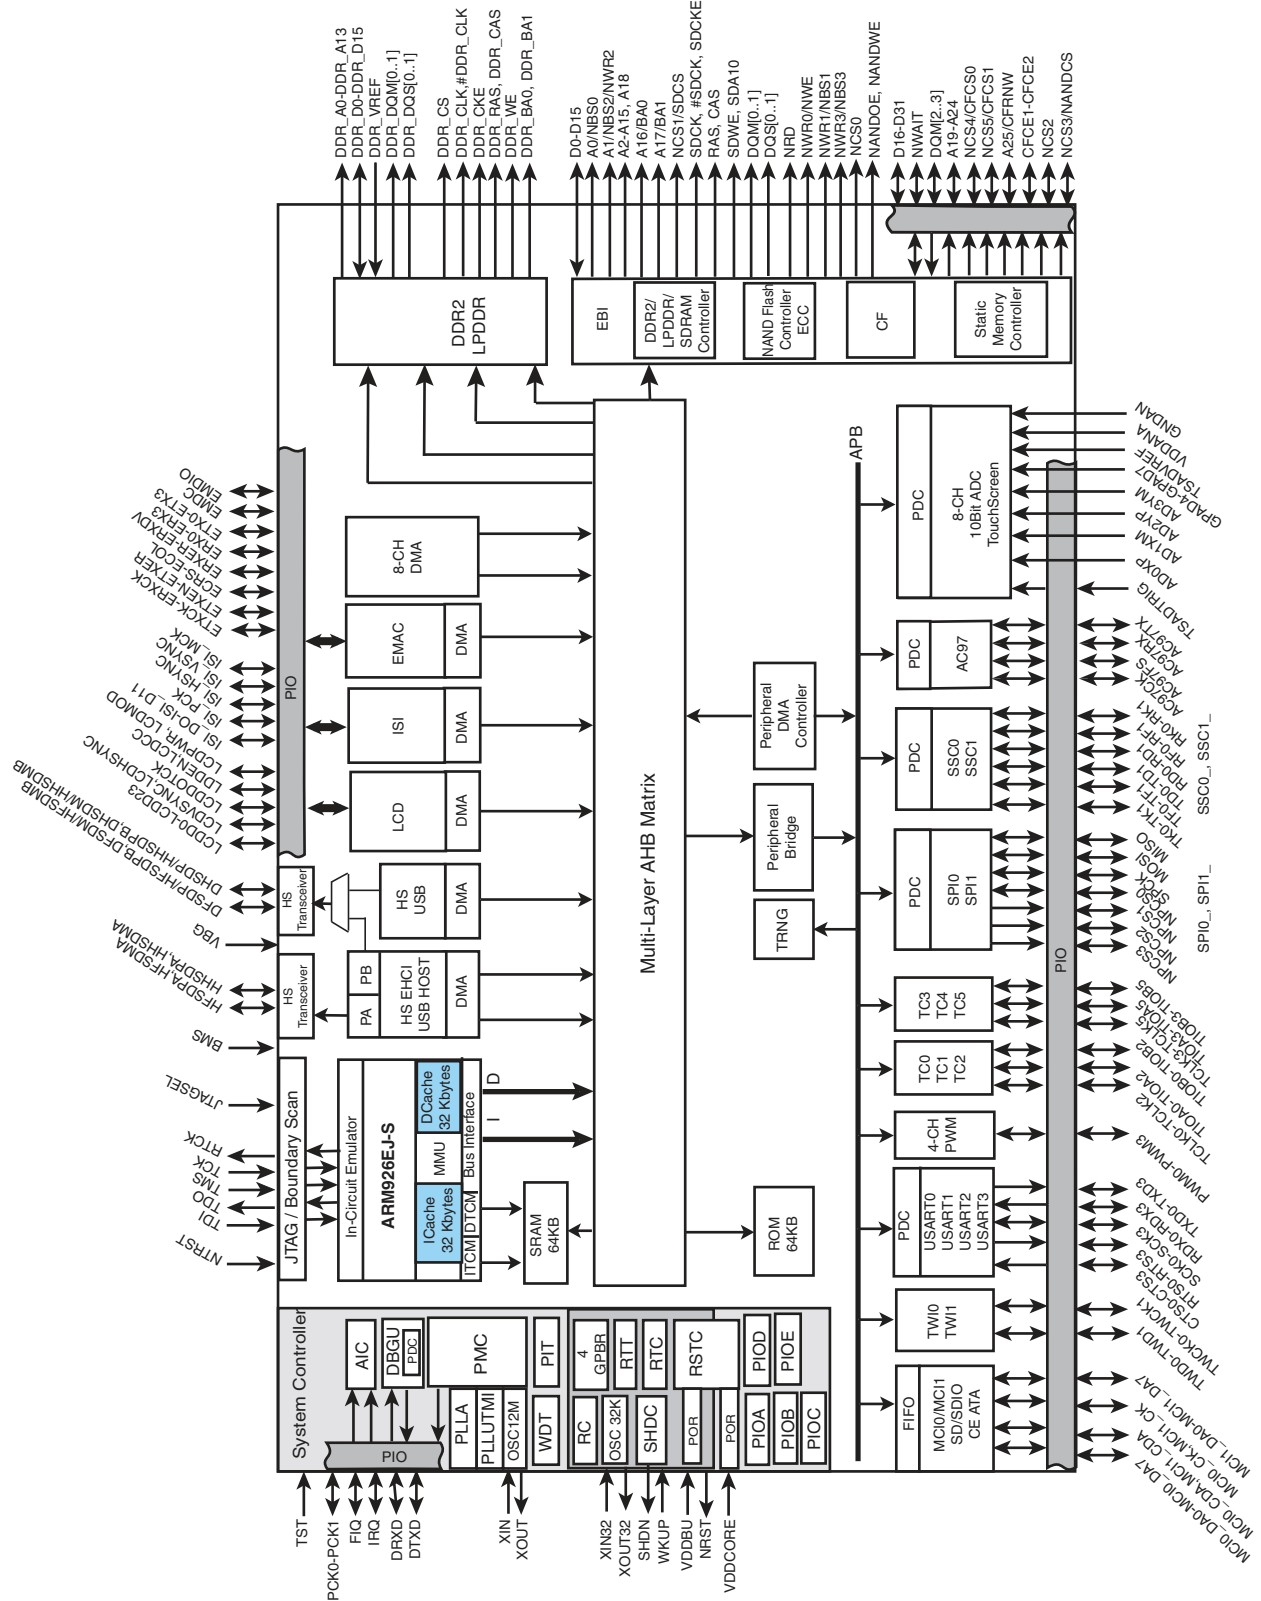 TST
PCK0-PCK1
FIQ
IRQ
DRXD
DTXD
XIN
XOUT
XIN32
XOUT32
SHDN
WKUP
VDDBU
NRST
VDDCORE
System Controller
PIO
AIC
DBGU
PDC
PMC
PLLA
PLLUTMI
OSC12M
PIT
WDT
4
GPBR
RTT
RTC
RSTC
RC
OSC 32K
SHDC
POR
POR
PIOD
PIOE
PIOA
PIOB
PIOC
NTRST
TDI
TDO
TMS
TCK
RTCK
JTAGSEL
BMS
HFSDPA,HFSDMA
HHSDPA,HHSDMA
VBG
DFSDP/HFSDPB,DFSDM/HFSDMB
DHSDP/HHSDPB,DHSDM/HHSDMB
LCDD0-LCDD23
LCDVSYNC,LCDHSYNC
LCDDOTCK
LDDEN,LCDCC
LCDPWR, LCDMOD
ISI_DO-ISI_D11
ISI_PCK
ISI_HSYNC
ISI_VSYNC
ISI_MCK
ETXCK-ERXCK
ETXEN-ETXER
ECRS-ECOL
ERXER-ERXDV
ERX0-ERX3
ETX0-ETX3
EMDC
EMDIO
JTAG / Boundary Scan
HS
Transceiver
HS
Transceiver
PIO
In-Circuit Emulator
ARM926EJ-S
ICache
32 Kbytes
MMU
DCache
32 Kbytes
ITCM
DTCM
Bus Interface
I
D
PA
PB
HS EHCI
USB HOST
DMA
HS
USB
DMA
LCD
DMA
ISI
DMA
EMAC
DMA
8-CH
DMA
SRAM
64KB
Multi-Layer AHB Matrix
ROM
64KB
TRNG
Peripheral
Bridge
Peripheral
DMA
Controller
APB
DDR2
LPDDR
EBI
DDR2/
LPDDR/
SDRAM
Controller
NAND Flash
Controller
ECC
CF
Static
Memory
Controller
DDR_A0-DDR_A13
DDR_D0-DDR_D15
DDR_VREF
DDR_DQM[0..1]
DDR_DQS[0..1]
DDR_CS
DDR_CLK,#DDR_CLK
DDR_CKE
DDR_RAS, DDR_CAS
DDR_WE
DDR_BA0, DDR_BA1
D0-D15
A0/NBS0
A1/NBS2/NWR2
A2-A15, A18
A16/BA0
A17/BA1
NCS1/SDCS
SDCK, #SDCK, SDCKE
RAS, CAS
SDWE, SDA10
DQM[0..1]
DQS[0..1]
NRD
NWR0/NWE
NWR1/NBS1
NWR3/NBS3
NCS0
NANDOE, NANDWE
D16-D31
NWAIT
DQM[2..3]
A19-A24
NCS4/CFCS0
NCS5/CFCS1
A25/CFRNW
CFCE1-CFCE2
NCS2
NCS3/NANDCS
FIFO
MCI0/MCI1
SD/SDIO
CE ATA
TWI0
TWI1
PDC
USART0
USART1
USART2
USART3
4-CH
PWM
TC0
TC1
TC2
TC3
TC4
TC5
PDC
SPI0
SPI1
PDC
SSC0
SSC1
PDC
AC97
PDC
8-CH
10Bit ADC
TouchScreen
PIO
MCI0_DA0-MCI0_DA7
MCI0_CDA,MCI1_CDA
MCI0_CK,MCI1_CK
MCI1_DA0-MCI1_DA7
TWD0-TWD1
TWCK0-TWCK1
CTS0-CTS3
RTS0-RTS3
SCK0-SCK3
RDX0-RDX3
TXD0-TXD3
PWM0-PWM3
TCLK0-TCLK2
TIOA0-TIOA2
TIOB0-TIOB2
TCLK3-TCLK5
TIOA3-TIOA5
TIOB3-TIOB5
NPCS3
NPCS2
NPCS1
NPCS0
SPCK
MOSI
MISO
SPI0_, SPI1_
TK0-TK1
TF0-TF1
TD0-TD1
RD0-RD1
RF0-RF1
RK0-RK1
SSC0_, SSC1_
AC97CK
AC97FS
AC97RX
AC97TX
TSADTRIG
AD0XP
AD1XM
AD2YP
AD3YM
GPAD4-GPAD7
TSADVREF
VDDANA
GNDAN